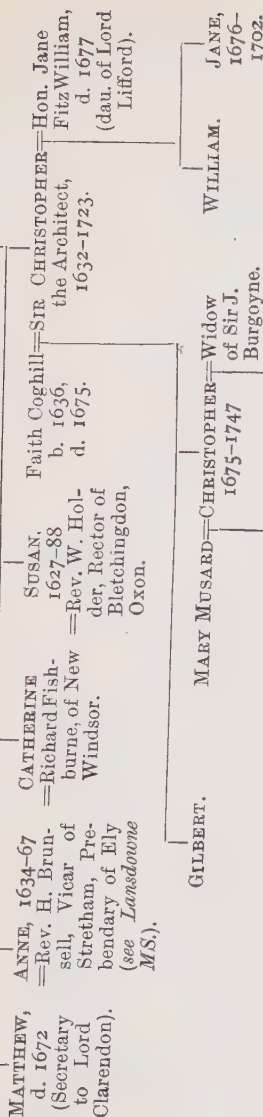 MATTHEW,
d. 1672
(Secretary
to Lord
Clarendon).
ANNE, 1634–67
=Rev. H. Brun-
sell, Vicar of
Stretham, Pre-
bendary of Ely
(see Lansdowne
MS.).
CATHERINE
=Richard Fish-
burne, of New
Windsor.
SUSAN,
1627–88
=Rev. W. Hol-
der, Rector of
Bletchingdon,
Oxon.
Faith Coghill=SIR CHRISTOPHER=Hon. Jane
b. 1636,
d. 1675.
the Architect,
1632–1723.
FitzWilliam,
d. 1677
(dau. of Lord
Lifford).
GILBERT.
MARY MUSARD=CHRISTOPHER=Widow
1675–1747
of Sir J.
Burgoyne.
WILLIAM.
JANE,
1676–
1702.